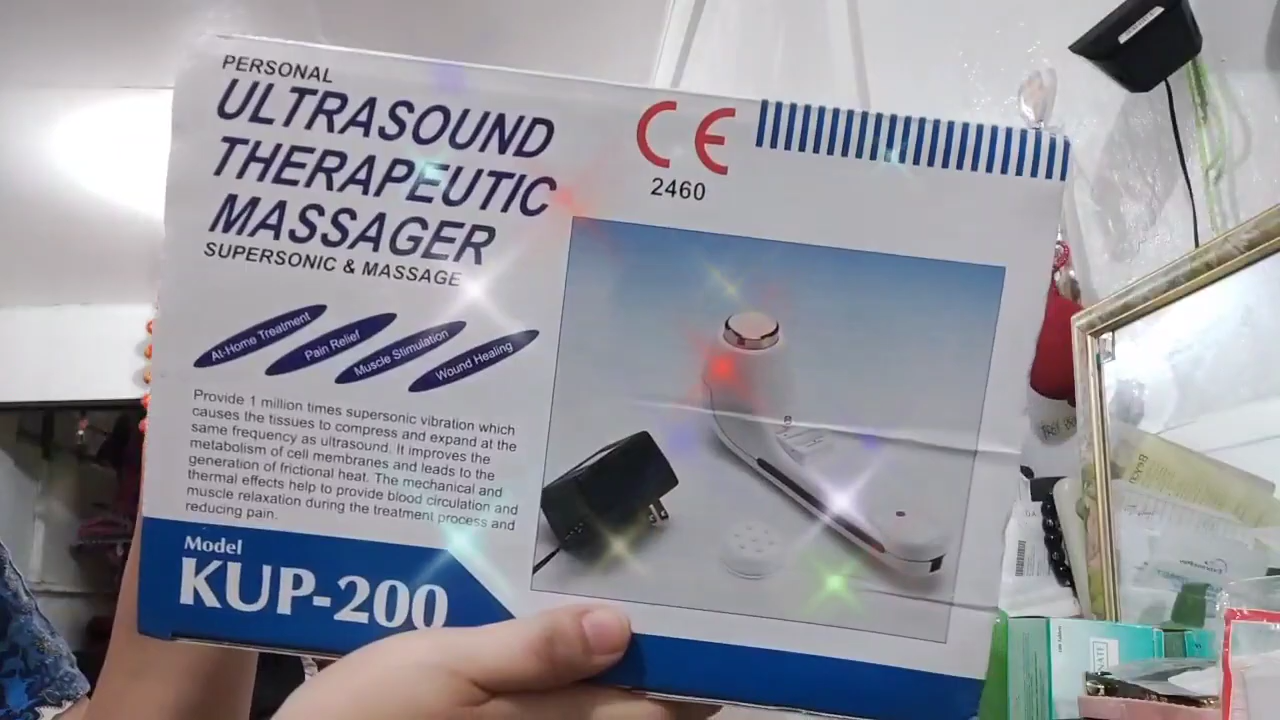 PERSONAL
ULTRASOUND
THERAPEUTIC
MASSAGER
SUPERSONIC & MASSAGE
CE
2460
At-Home Treatment
Pain Relief
Muscle Stimulation
Wound Healing
Provide 1 million times supersonic vibration which
causes the tissues to compress and expand at the
same frequency as ultrasound. It improves the
metabolism of cell membranes and leads to the
generation of frictional heat. The mechanical and
thermal effects help to provide blood circulation and
muscle relaxation during the treatment process and
reducing pain.
Model
KUP-200